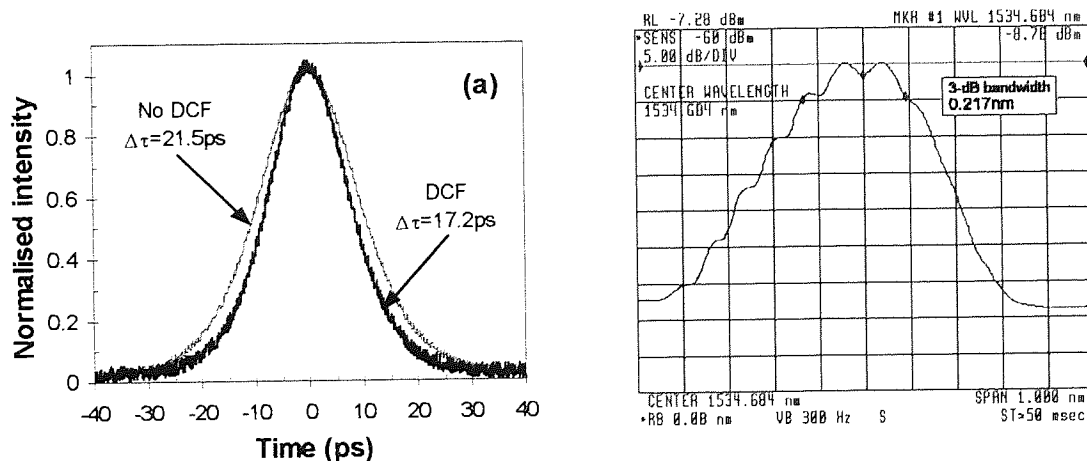 (a)
No DCF
Δτ=21.5ps
DCF
Δτ=17.2ps
Normalised intensity
1
0.8
0.6
0.4
0.2
0
-40 -30 -20 -10 0 10 20 30 40
Time (ps)
RL -7.28 dBm
MKR #1 WVL 1534.684 nm
*SENS -60 dBm
-8.78 dBm
5.00 dB/DIV
CENTER WAVELENGTH
1534.684 nm
3-dB bandwidth
0.217nm
CENTER 1534.684 nm
SPAN 1.000 nm
*RB 0.08 nm
VB 300 Hz
S
ST>50 msec